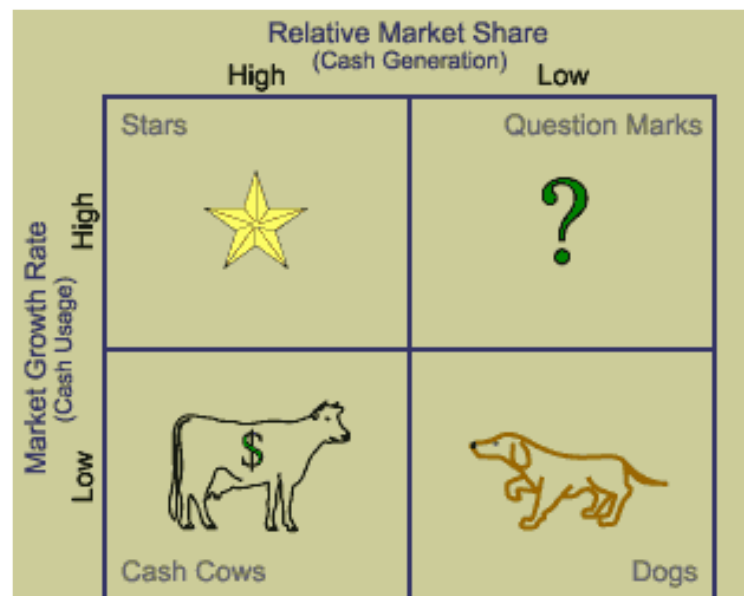 Relative Market Share
(Cash Generation)
High Low
Stars Question Marks
?
Market Growth Rate
(Cash Usage)
High
$
Low
Cash Cows Dogs